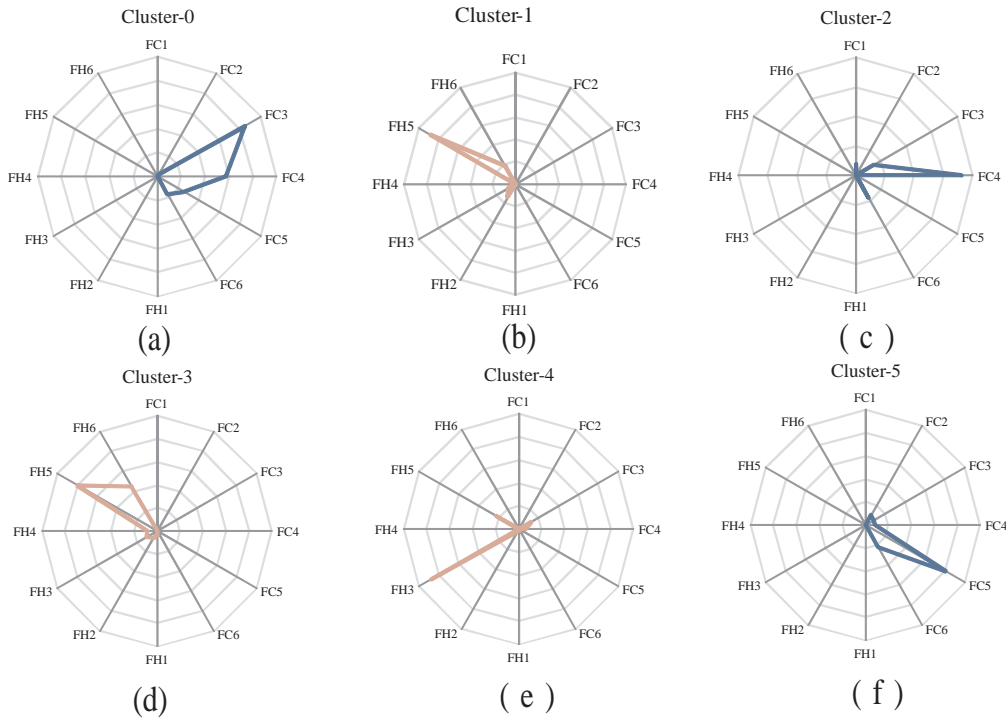 Cluster-0
FC1
FC2
FC3
FC4
FC5
FC6
FH1
FH2
FH3
FH4
FH5
FH6
(a)
Cluster-1
FC1
FC2
FC3
FC4
FC5
FC6
FH1
FH2
FH3
FH4
FH5
FH6
(b)
Cluster-2
FC1
FC2
FC3
FC4
FC5
FC6
FH1
FH2
FH3
FH4
FH5
FH6
( c )
Cluster-3
FC1
FC2
FC3
FC4
FC5
FC6
FH1
FH2
FH3
FH4
FH5
FH6
(d)
Cluster-4
FC1
FC2
FC3
FC4
FC5
FC6
FH1
FH2
FH3
FH4
FH5
FH6
( e )
Cluster-5
FC1
FC2
FC3
FC4
FC5
FC6
FH1
FH2
FH3
FH4
FH5
FH6
( f )